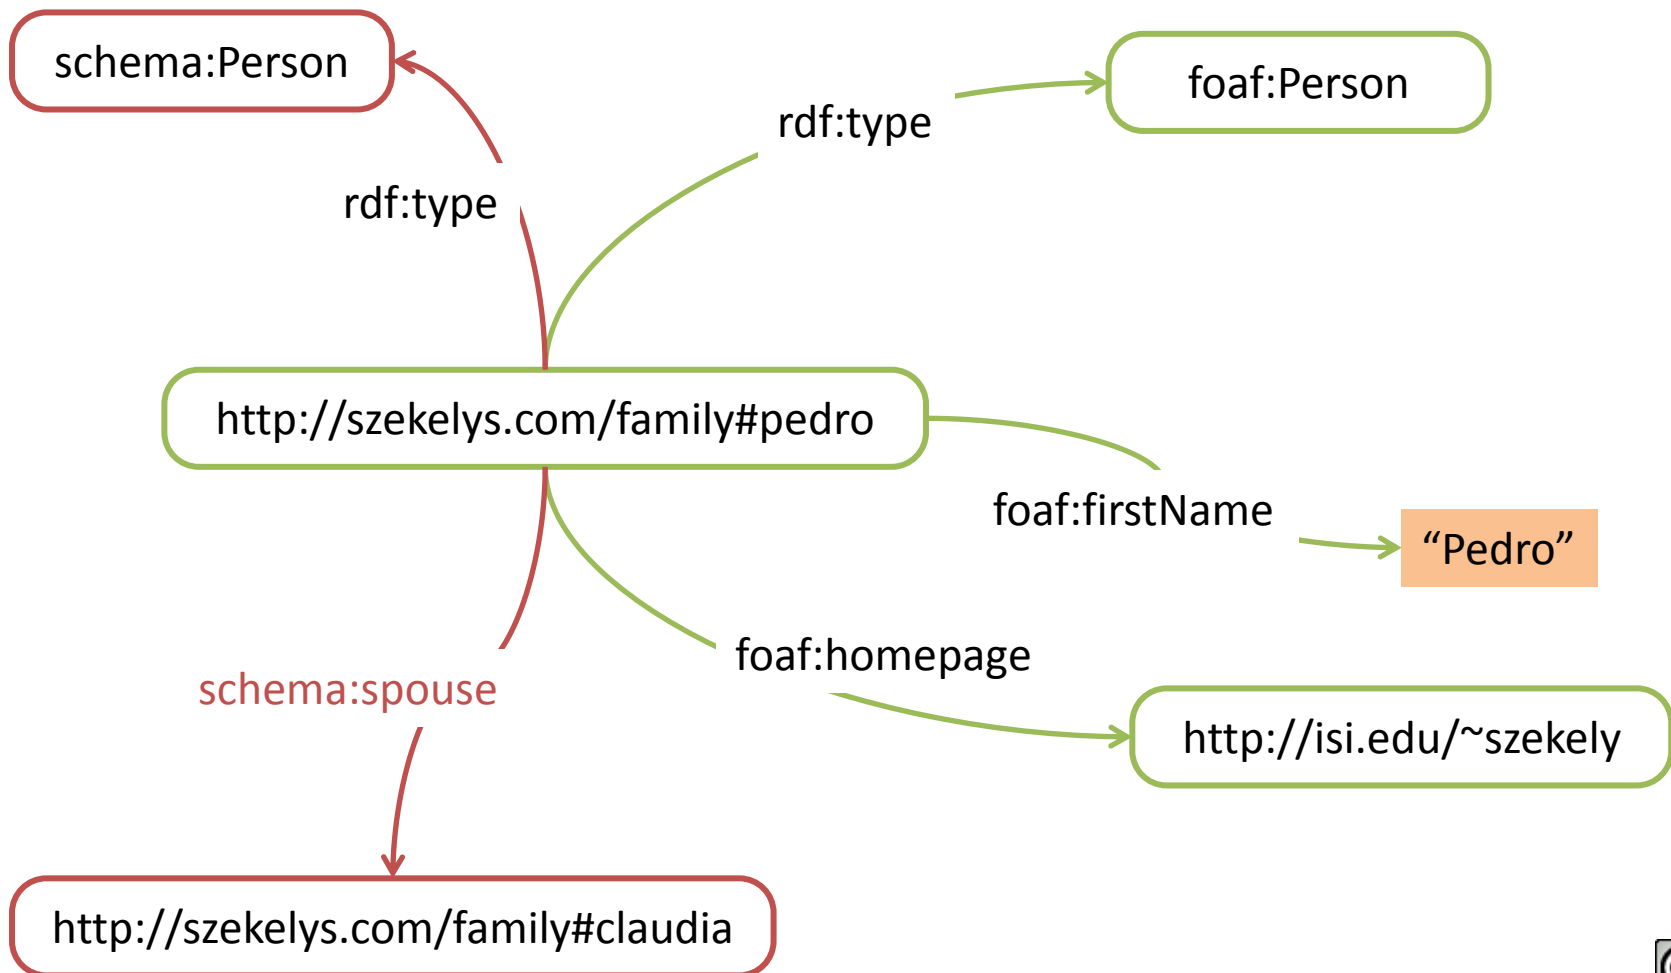 schema:Person
foaf:Person
rdf:type
rdf:type
http://szekelys.com/family#pedro
foaf:firstName
“Pedro”
foaf:homepage
schema:spouse
http://isi.edu/~szekely
http://szekelys.com/family#claudia